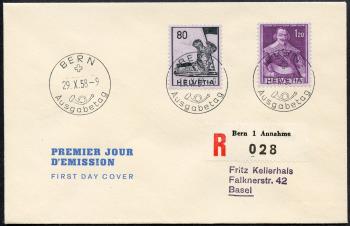 BERN
29.X.58-9
Ausgabetag
80
HELVETIA
1.20
HELVETIA
Ausgabetag
Ausgabetag
PREMIER JOUR
D'EMISSION
FIRST DAY COVER
Bern 1 Annahme
R 028
Fritz Kellerhals
Falknerstr. 42
Basel